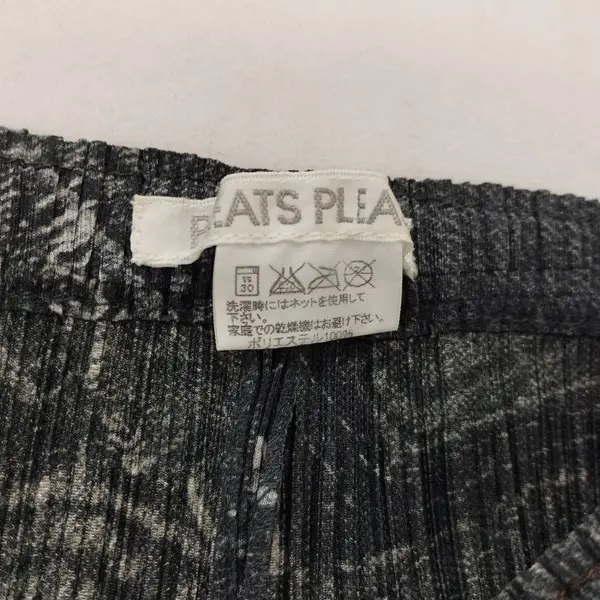 EATS PLEA
30
洗濯時にはネットを使用して
下さい。
家庭での乾燥機はお避け下さい。
ポリエステル100%